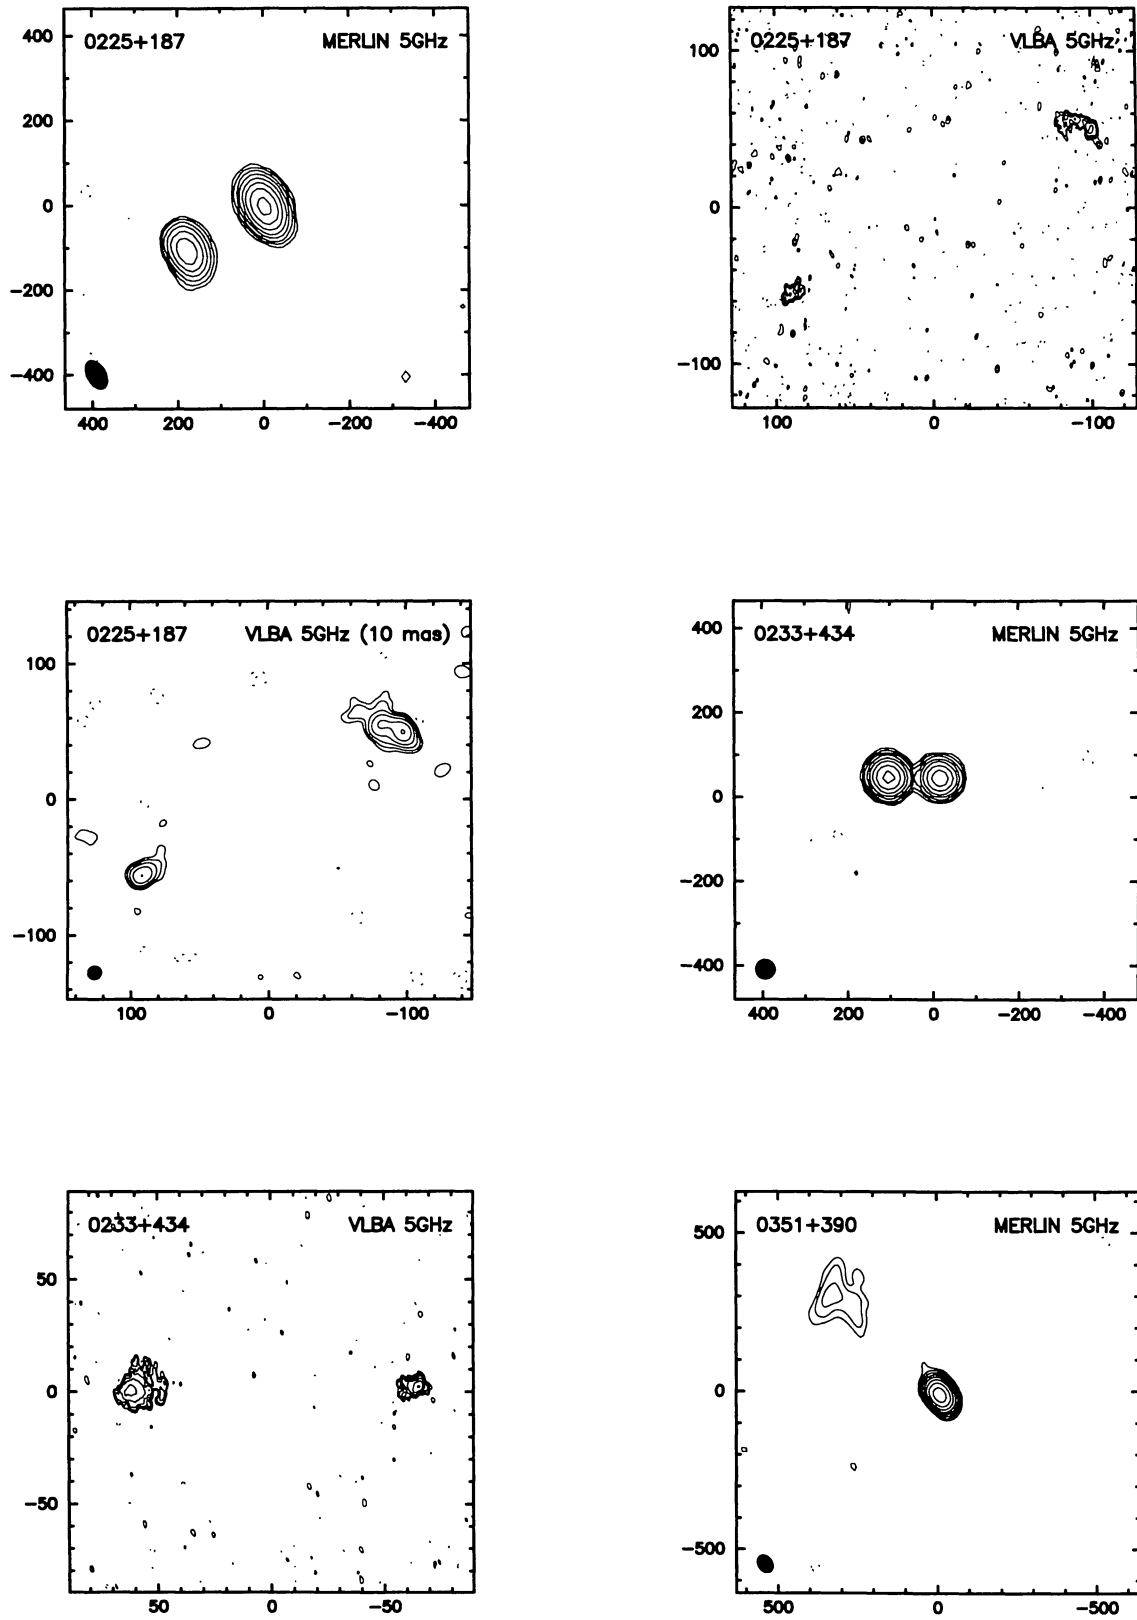 0225+187 MERLIN 5GHz
400
200
0
−200
−400
400 200 0 −200 −400
0225+187 VLBA 5GHz
100
0
−100
100 0 −100
0225+187 VLBA 5GHz (10 mas)
100
0
−100
100 0 −100
0233+434 MERLIN 5GHz
400
200
0
−200
−400
400 200 0 −200 −400
0233+434 VLBA 5GHz
50
0
−50
50 0 −50
0351+390 MERLIN 5GHz
500
0
−500
500 0 −500